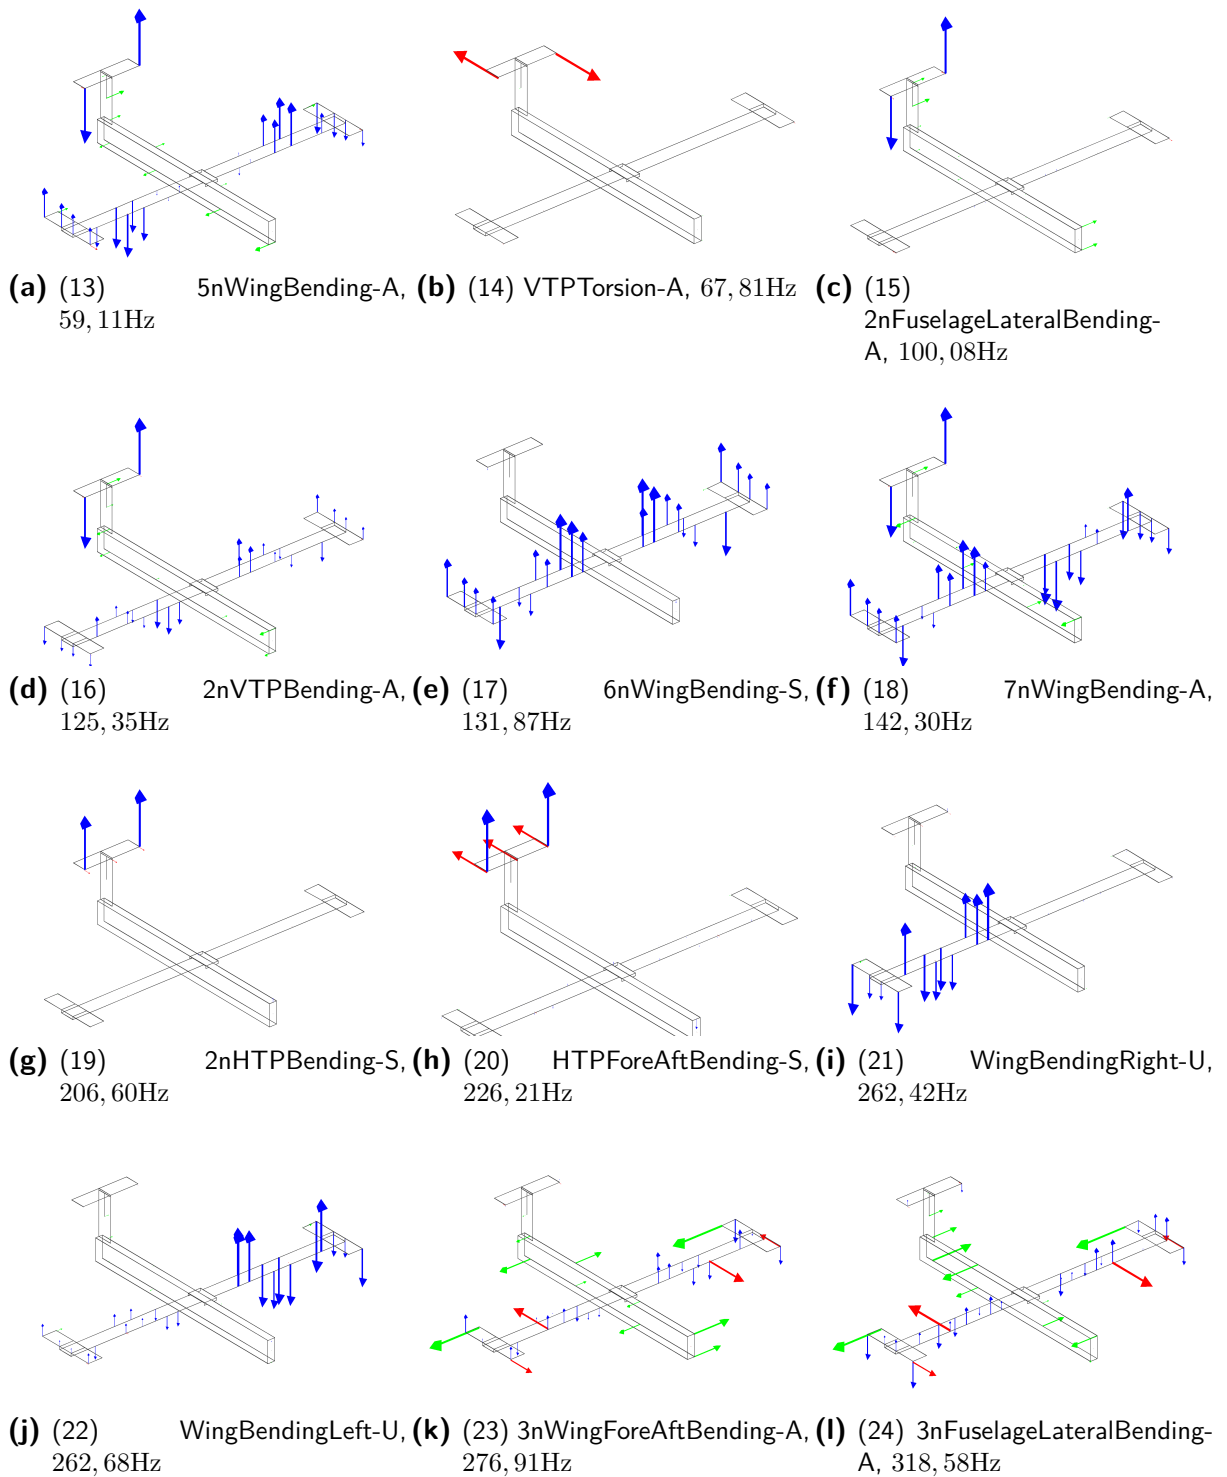 (a) (13) 5nWingBending-A, (b) (14) VTPTorsion-A, 67, 81Hz (c) (15)
59, 11Hz
2nFuselageLateralBending-
A, 100, 08Hz
(d) (16) 2nVTPBending-A, (e) (17) 6nWingBending-S, (f) (18) 7nWingBending-A,
125, 35Hz 131, 87Hz 142, 30Hz
(g) (19) 2nHTPBending-S, (h) (20) HTPForeAftBending-S, (i) (21) WingBendingRight-U,
206, 60Hz 226, 21Hz 262, 42Hz
(j) (22) WingBendingLeft-U, (k) (23) 3nWingForeAftBending-A, (l) (24) 3nFuselageLateralBending-
262, 68Hz 276, 91Hz A, 318, 58Hz